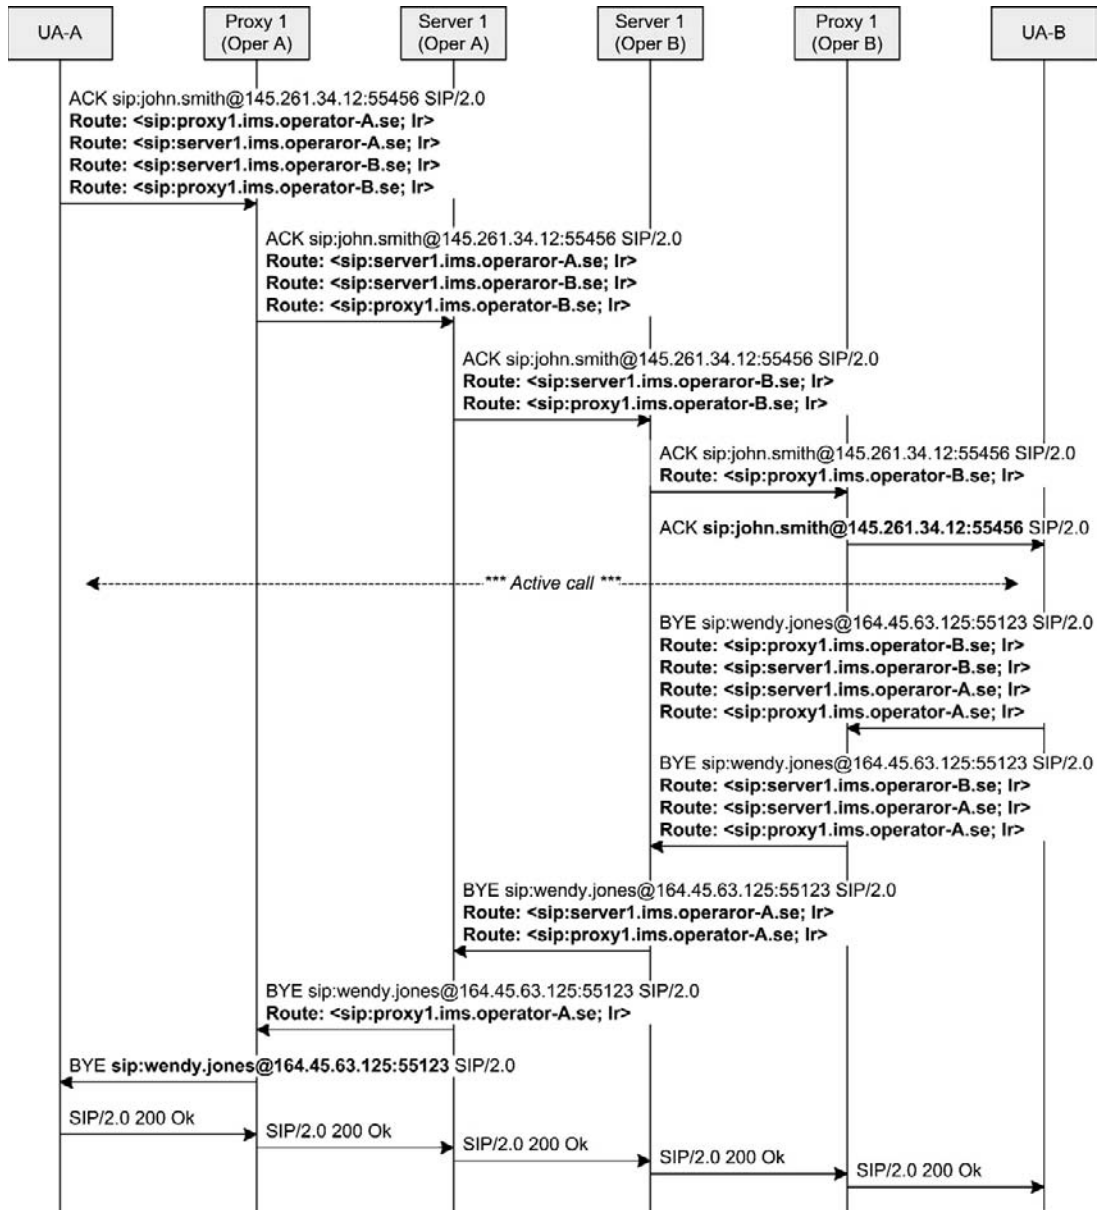 UA-A
Proxy 1
(Oper A)
Server 1
(Oper A)
Server 1
(Oper B)
Proxy 1
(Oper B)
UA-B
ACK sip:john.smith@145.261.34.12:55456 SIP/2.0
Route: <sip:proxy1.ims.operator-A.se; lr>
Route: <sip:server1.ims.operaror-A.se; lr>
Route: <sip:server1.ims.operaror-B.se; lr>
Route: <sip:proxy1.ims.operator-B.se; lr>
ACK sip:john.smith@145.261.34.12:55456 SIP/2.0
Route: <sip:server1.ims.operaror-A.se; lr>
Route: <sip:server1.ims.operaror-B.se; lr>
Route: <sip:proxy1.ims.operator-B.se; lr>
ACK sip:john.smith@145.261.34.12:55456 SIP/2.0
Route: <sip:server1.ims.operaror-B.se; lr>
Route: <sip:proxy1.ims.operator-B.se; lr>
ACK sip:john.smith@145.261.34.12:55456 SIP/2.0
Route: <sip:proxy1.ims.operator-B.se; lr>
ACK sip:john.smith@145.261.34.12:55456 SIP/2.0
*** Active call ***
BYE sip:wendy.jones@164.45.63.125:55123 SIP/2.0
Route: <sip:proxy1.ims.operator-B.se; lr>
Route: <sip:server1.ims.operaror-B.se; lr>
Route: <sip:server1.ims.operaror-A.se; lr>
Route: <sip:proxy1.ims.operator-A.se; lr>
BYE sip:wendy.jones@164.45.63.125:55123 SIP/2.0
Route: <sip:server1.ims.operaror-B.se; lr>
Route: <sip:server1.ims.operaror-A.se; lr>
Route: <sip:proxy1.ims.operator-A.se; lr>
BYE sip:wendy.jones@164.45.63.125:55123 SIP/2.0
Route: <sip:server1.ims.operaror-A.se; lr>
Route: <sip:proxy1.ims.operator-A.se; lr>
BYE sip:wendy.jones@164.45.63.125:55123 SIP/2.0
Route: <sip:proxy1.ims.operator-A.se; lr>
BYE sip:wendy.jones@164.45.63.125:55123 SIP/2.0
SIP/2.0 200 Ok
SIP/2.0 200 Ok
SIP/2.0 200 Ok
SIP/2.0 200 Ok
SIP/2.0 200 Ok